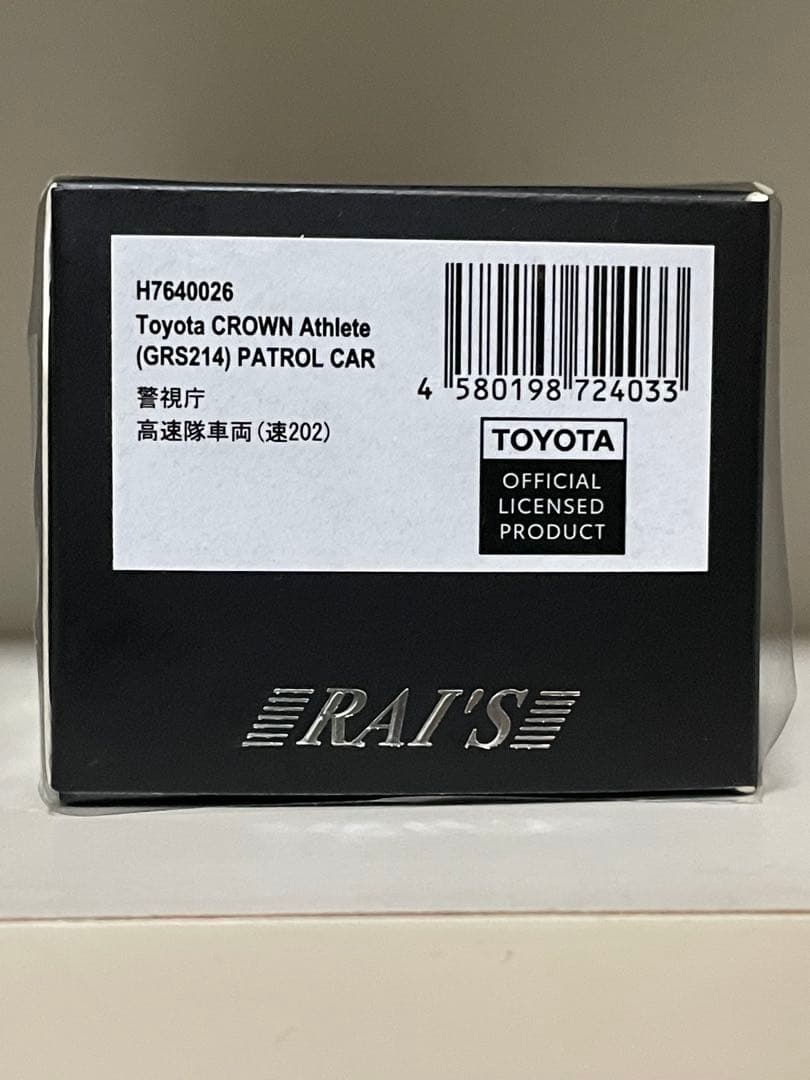 H7640026
Toyota CROWN Athlete
(GRS214) PATROL CAR
警視庁
高速隊車両(速202)
4 580198 724033
TOYOTA
OFFICIAL
LICENSED
PRODUCT
RAI'S